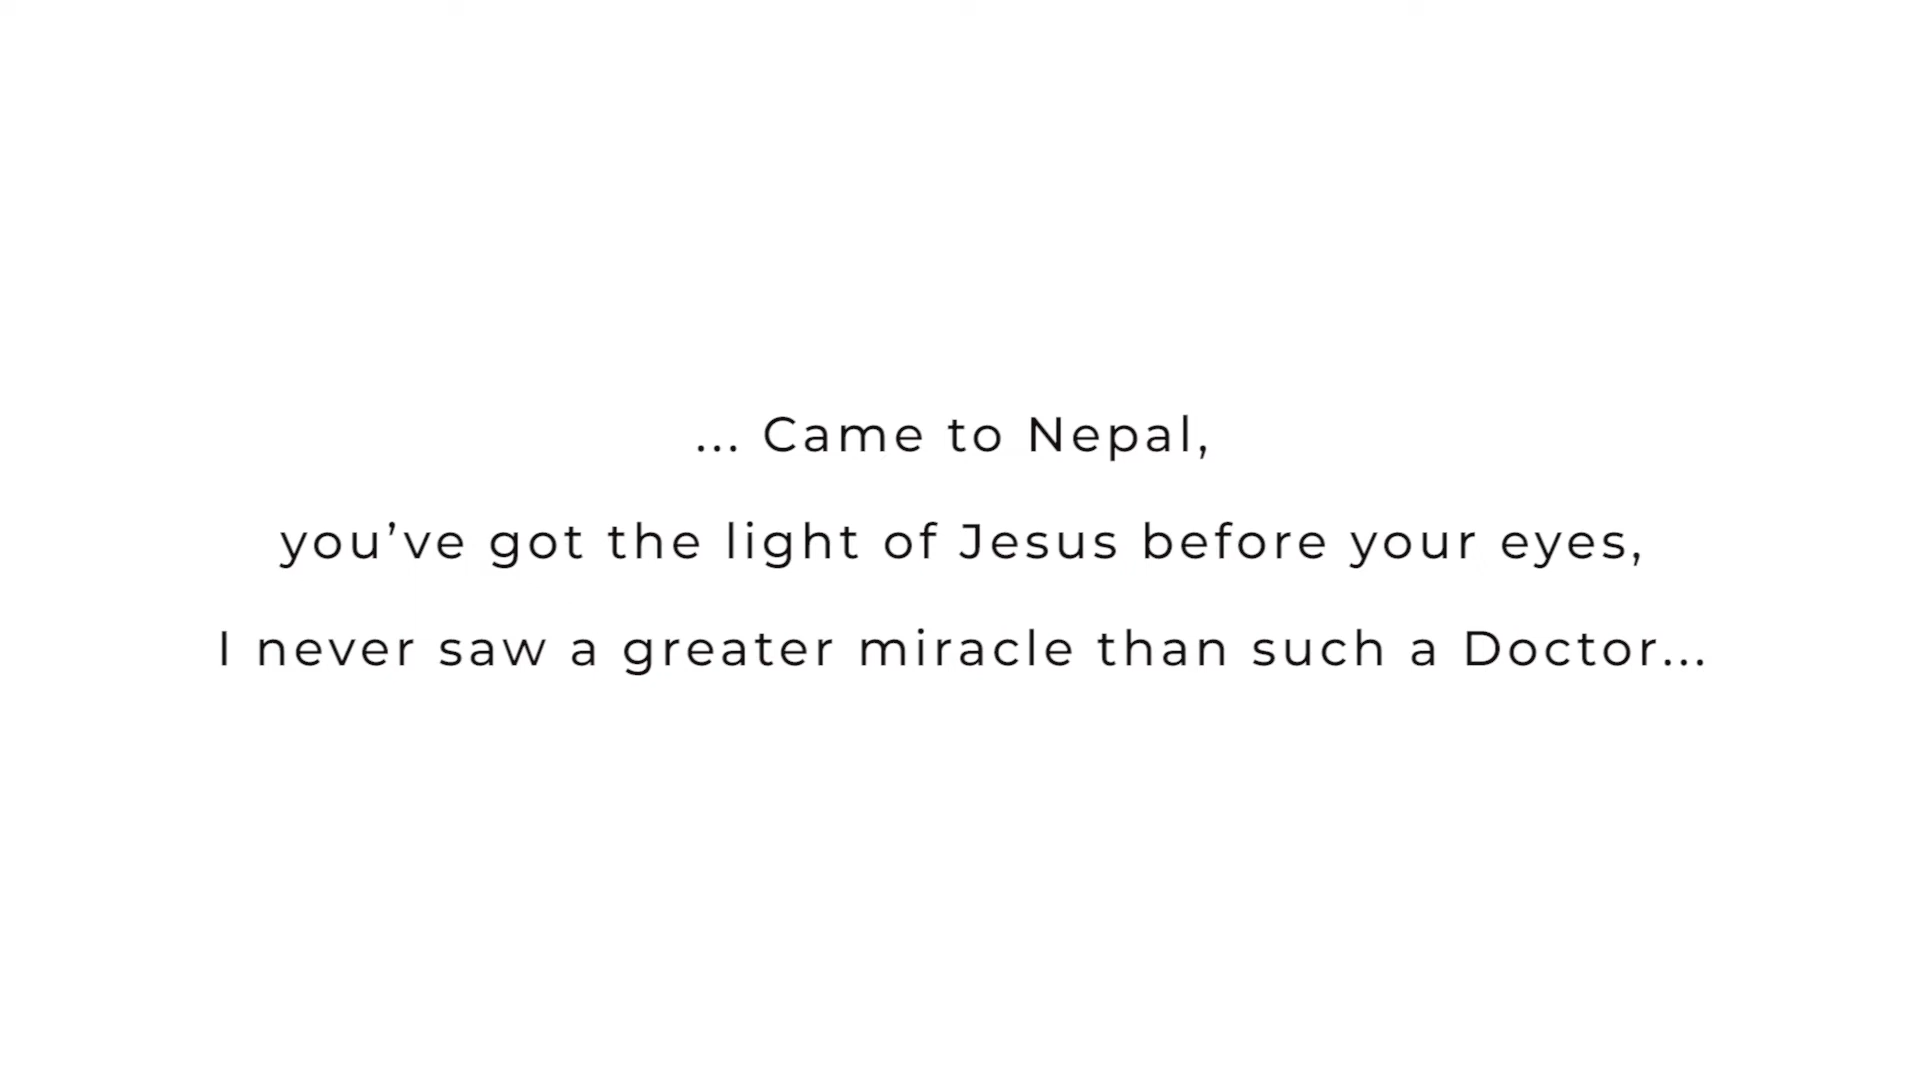 ... Came to Nepal,
you’ve got the light of Jesus before your eyes,
I never saw a greater miracle than such a Doctor...